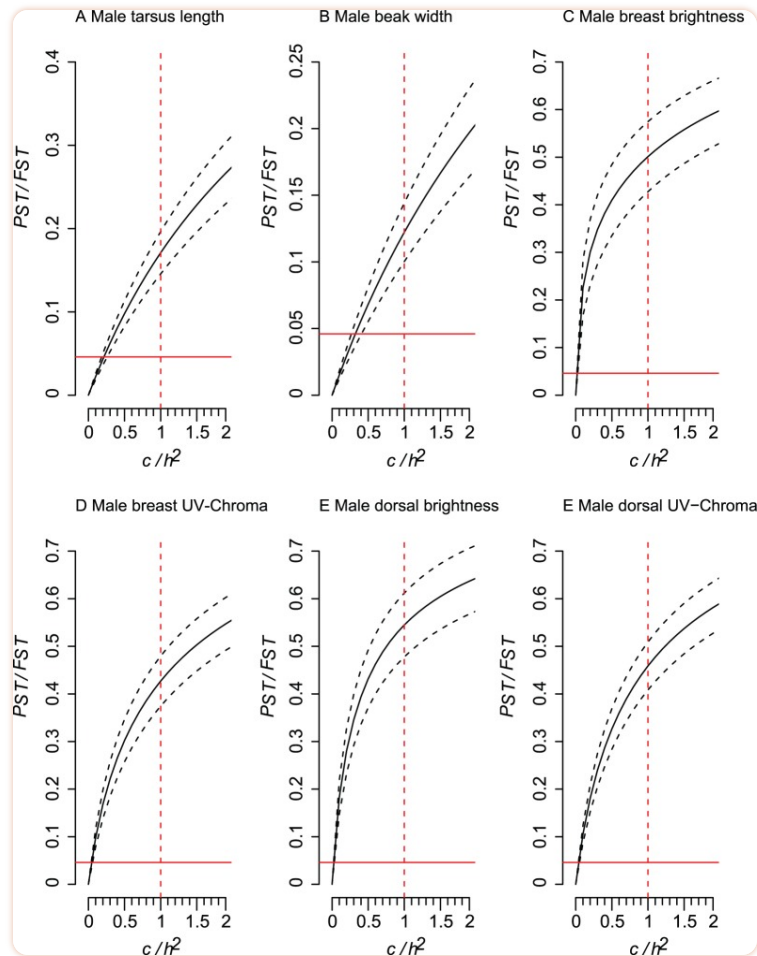 A Male tarsus length
B Male beak width
C Male breast brightness
0.4
0.3
0.2
0.1
0
PST/FST
0 0.5 1 1.5 2
c/h2
0.25
0.2
0.15
0.1
0.05
0
PST/FST
0 0.5 1 1.5 2
c/h2
0.7
0.6
0.5
0.4
0.3
0.2
0.1
0
PST/FST
0 0.5 1 1.5 2
c/h2
D Male breast UV-Chroma
E Male dorsal brightness
E Male dorsal UV−Chroma
0.7
0.6
0.5
0.4
0.3
0.2
0.1
0
PST/FST
0 0.5 1 1.5 2
c/h2
0.7
0.6
0.5
0.4
0.3
0.2
0.1
0
PST/FST
0 0.5 1 1.5 2
c/h2
0.7
0.6
0.5
0.4
0.3
0.2
0.1
0
PST/FST
0 0.5 1 1.5 2
c/h2